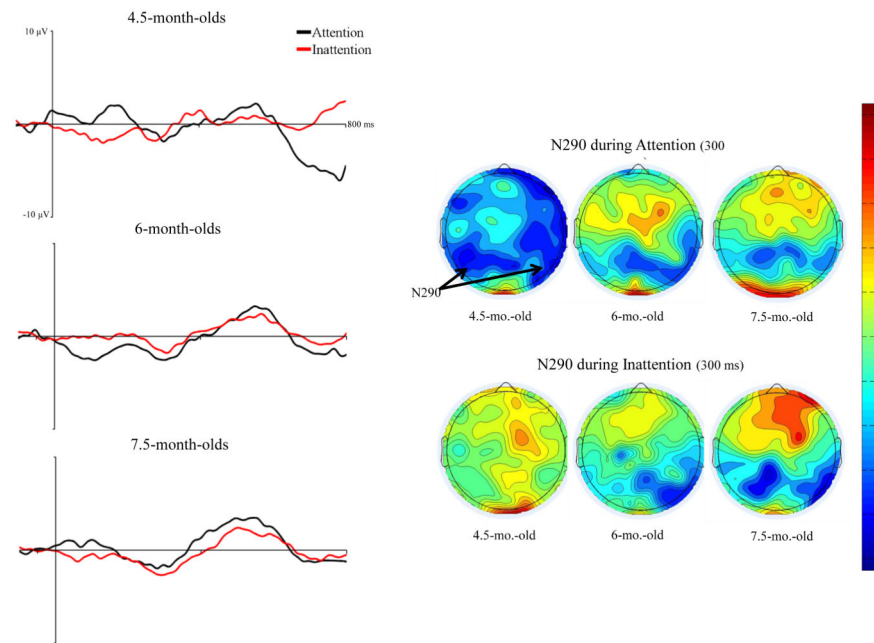 4.5-month-olds
10 µV
Attention
Inattention
800 ms
-10 µV
6-month-olds
7.5-month-olds
N290 during Attention (300
N290
4.5-mo.-old
6-mo.-old
7.5-mo.-old
N290 during Inattention (300 ms)
4.5-mo.-old
6-mo.-old
7.5-mo.-old